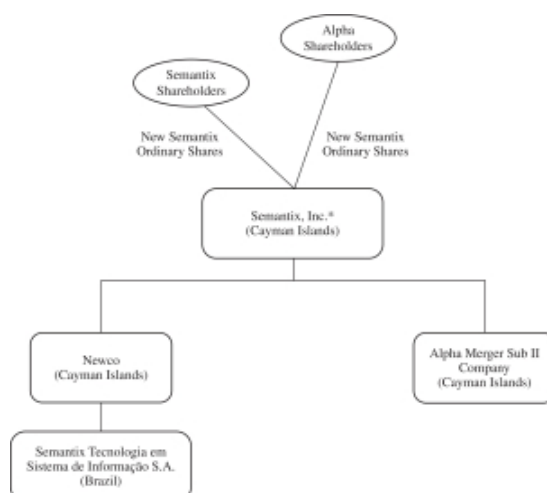 Alpha
Shareholders
Semantix
Shareholders
New Semantix
Ordinary Shares
New Semantix
Ordinary Shares
Semantix, Inc.*
(Cayman Islands)
Newco
(Cayman Islands)
Alpha Merger Sub II
Company
(Cayman Islands)
Semantix Tecnologia em
Sistema de Informação S.A.
(Brazil)